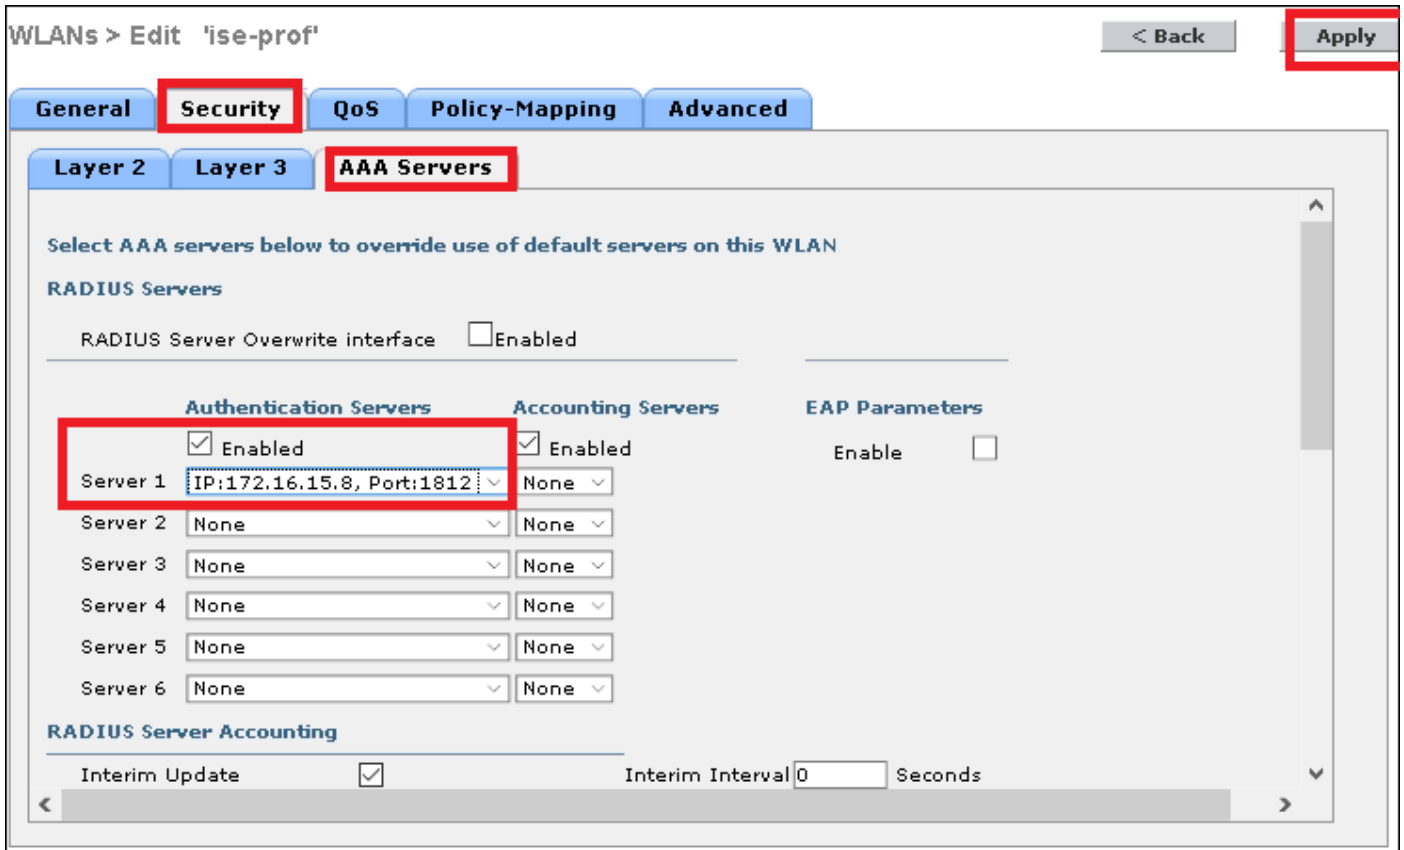 WLANs > Edit 'ise-prof'
< Back
Apply
General
Security
QoS
Policy-Mapping
Advanced
Layer 2
Layer 3
AAA Servers
Select AAA servers below to override use of default servers on this WLAN
RADIUS Servers
RADIUS Server Overwrite interface Enabled
Authentication Servers Accounting Servers EAP Parameters
Enabled Enabled Enable
Server 1 IP:172.16.15.8, Port:1812 None
Server 2 None None
Server 3 None None
Server 4 None None
Server 5 None None
Server 6 None None
RADIUS Server Accounting
Interim Update Interim Interval 0 Seconds